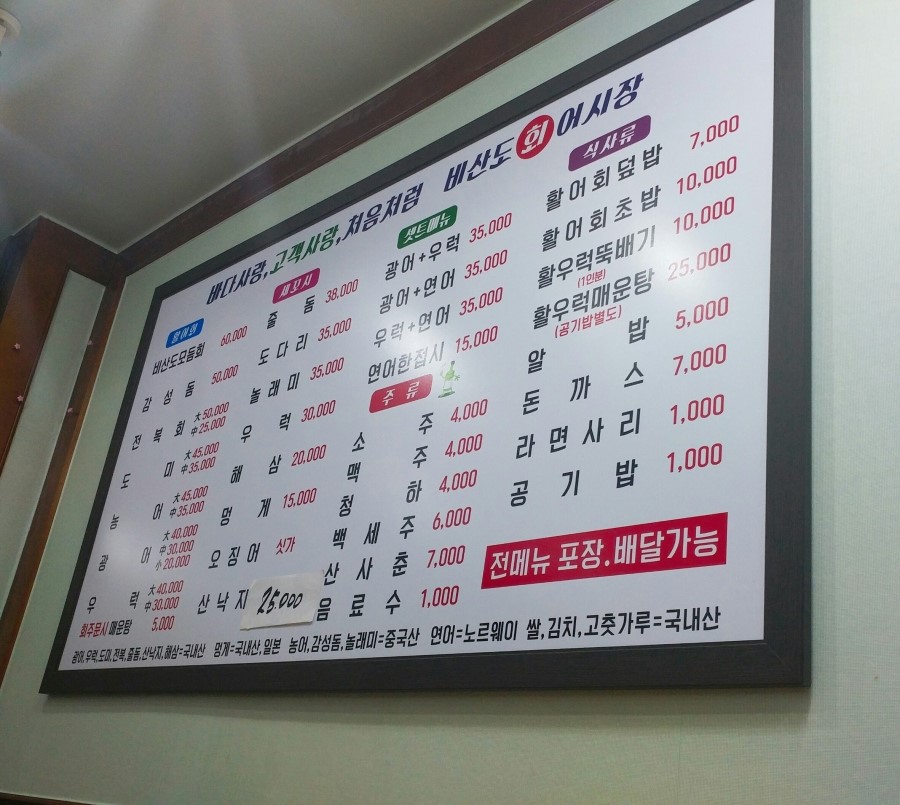 바다사랑,고객사랑,처음처럼 비산도 회 어시장
활어회
비산도모듬회 60,000
감성돔 50,000
전복회 大50,000
中25,000
도미 大45,000
中35,000
농어 大45,000
中35,000
광어 大40,000
中30,000
小20,000
우럭 大40,000
中30,000
회주문시 매운탕 5,000
세꼬시
줄돔 38,000
도다리 35,000
놀래미 35,000
우럭 30,000
해삼 20,000
멍게 15,000
오징어 싯가
산낙지 25.000
셋트메뉴
광어+우럭 35,000
광어+연어 35,000
우럭+연어 35,000
연어한접시 15,000
주류
소주 4,000
맥주 4,000
청하 4,000
백세주 6,000
산사춘 7,000
음료수 1,000
식사류
활어회덮밥 7,000
활어회초밥 10,000
활우럭뚝배기 10,000
(1인분)
활우럭매운탕 25,000
(공기밥별도)
알밥 5,000
돈까스 7,000
라면사리 1,000
공기밥 1,000
전메뉴 포장.배달가능
광어,우럭,도미,전복,줄돔,산낙지,해삼=국내산 멍게=국내산,일본 농어,감성돔,놀래미=중국산 연어=노르웨이 쌀,김치,고춧가루=국내산